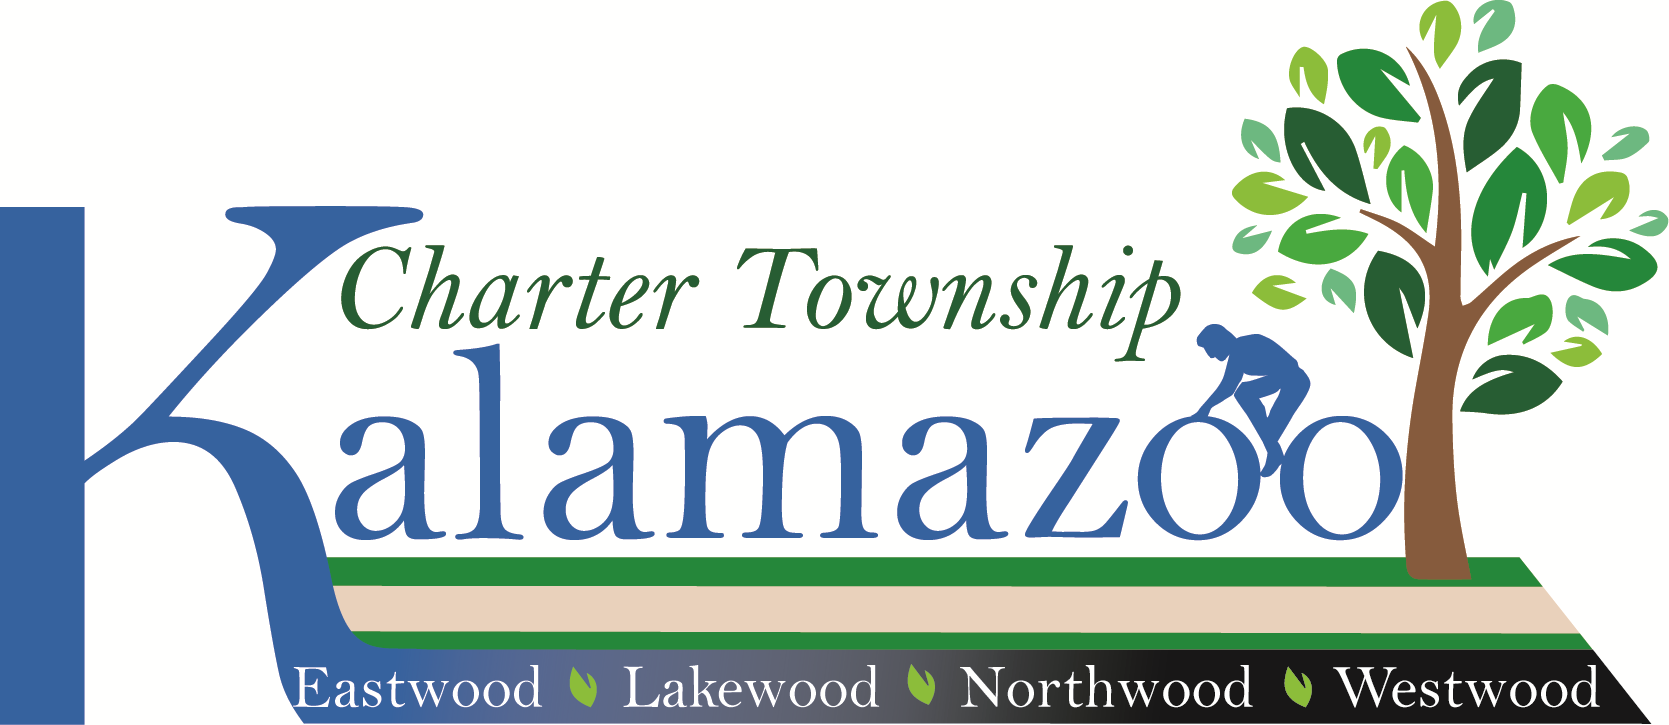 Charter Township
Kalamazoo
Eastwood Lakewood Northwood Westwood